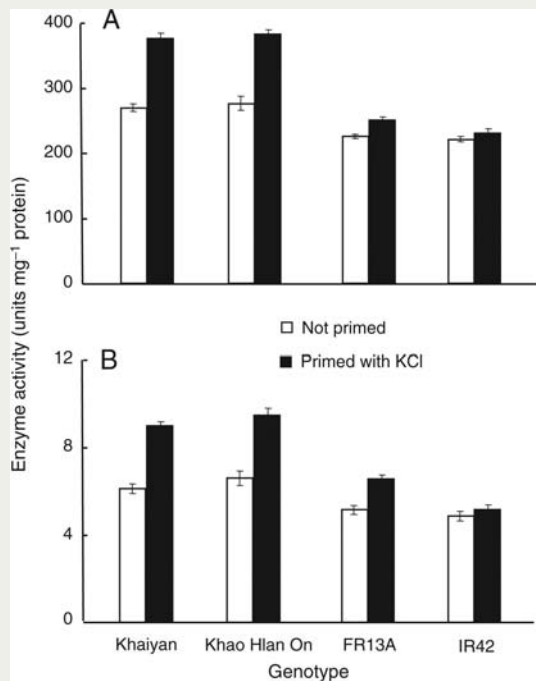 A
400
300
200
100
0
Enzyme activity (units mg⁻¹ protein)
Not primed
Primed with KCl
B
12
8
4
0
Khaiyan Khao Hlan On FR13A IR42
Genotype